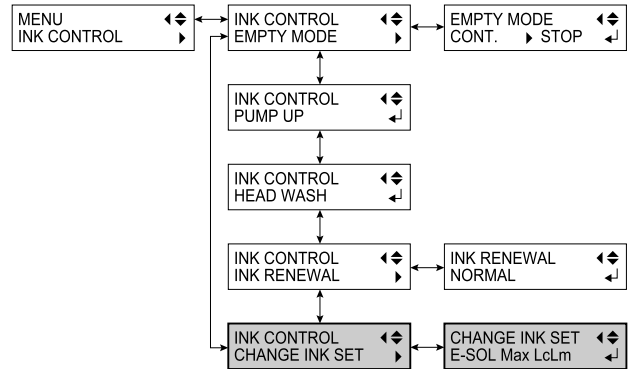 MENU
INK CONTROL
INK CONTROL
EMPTY MODE
EMPTY MODE
CONT. STOP
INK CONTROL
PUMP UP
INK CONTROL
HEAD WASH
INK CONTROL
INK RENEWAL
INK RENEWAL
NORMAL
INK CONTROL
CHANGE INK SET
CHANGE INK SET
E-SOL Max LcLm